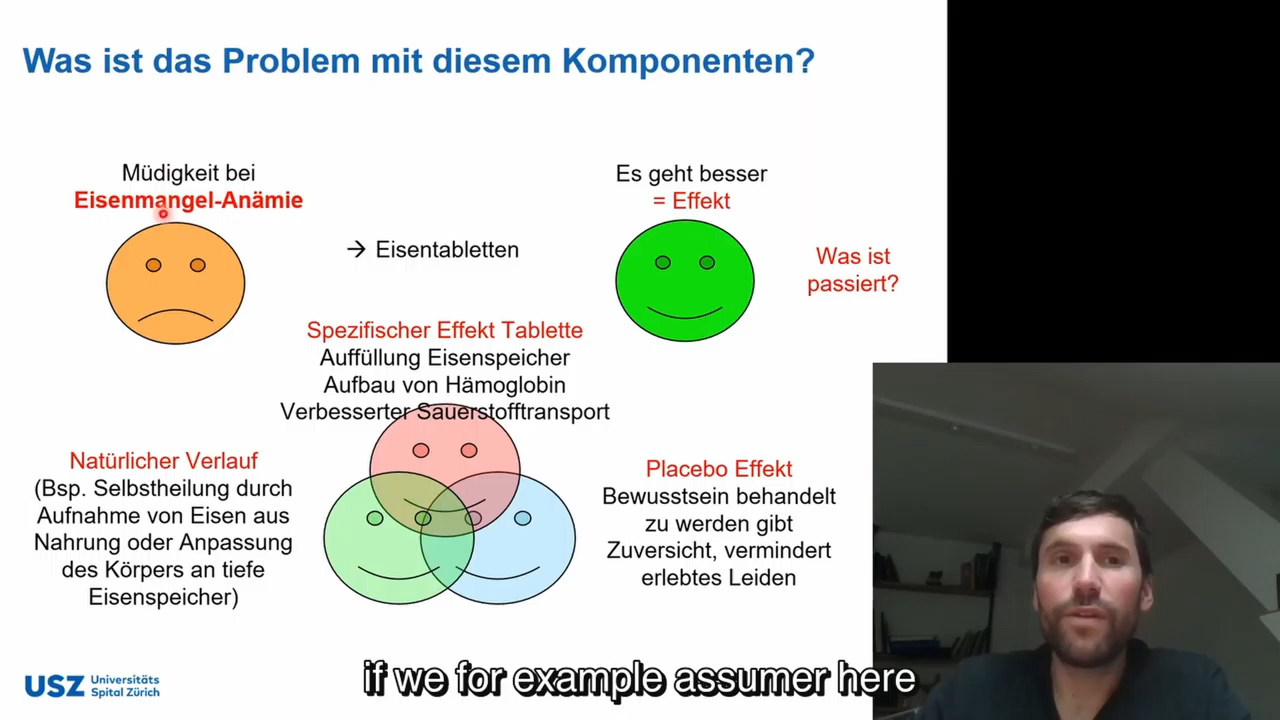 Was ist das Problem mit diesem Komponenten?
Müdigkeit bei
Eisenmangel-Anämie
→ Eisentabletten
Es geht besser
= Effekt
Was ist
passiert?
Spezifischer Effekt Tablette
Auffüllung Eisenspeicher
Aufbau von Hämoglobin
Verbesserter Sauerstofftransport
Natürlicher Verlauf
(Bsp. Selbstheilung durch
Aufnahme von Eisen aus
Nahrung oder Anpassung
des Körpers an tiefe
Eisenspeicher)
Placebo Effekt
Bewusstsein behandelt
zu werden gibt
Zuversicht, vermindert
erlebtes Leiden
USZ Universitäts
Spital Zürich
if we for example assumer here